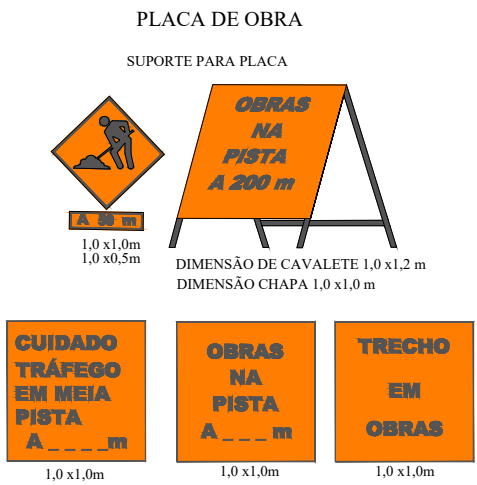 PLACA DE OBRA
SUPORTE PARA PLACA
OBRAS
NA
PISTA
A 200 m
A 50 m
1,0 x1,0m
1,0 x0,5m
DIMENSÃO DE CAVALETE 1,0 x1,2 m
DIMENSÃO CHAPA 1,0 x1,0 m
CUIDADO
TRÁFEGO
EM MEIA
PISTA
A _ _ _ _m
1,0 x1,0m
OBRAS
NA
PISTA
A _ _ _ m
1,0 x1,0m
TRECHO
EM
OBRAS
1,0 x1,0m